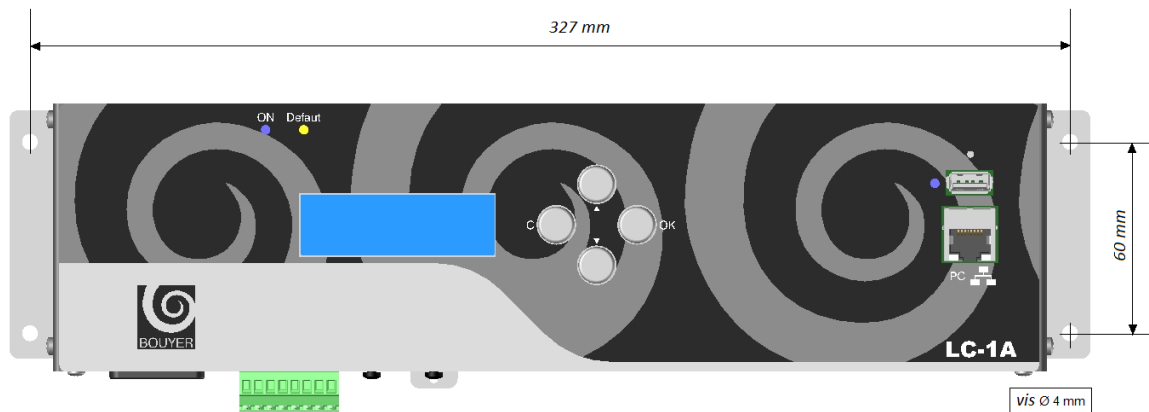 327 mm
ON Defaut
C
▲
▼
OK
60 mm
PC
BOUYER
LC-1A
vis Ø 4 mm